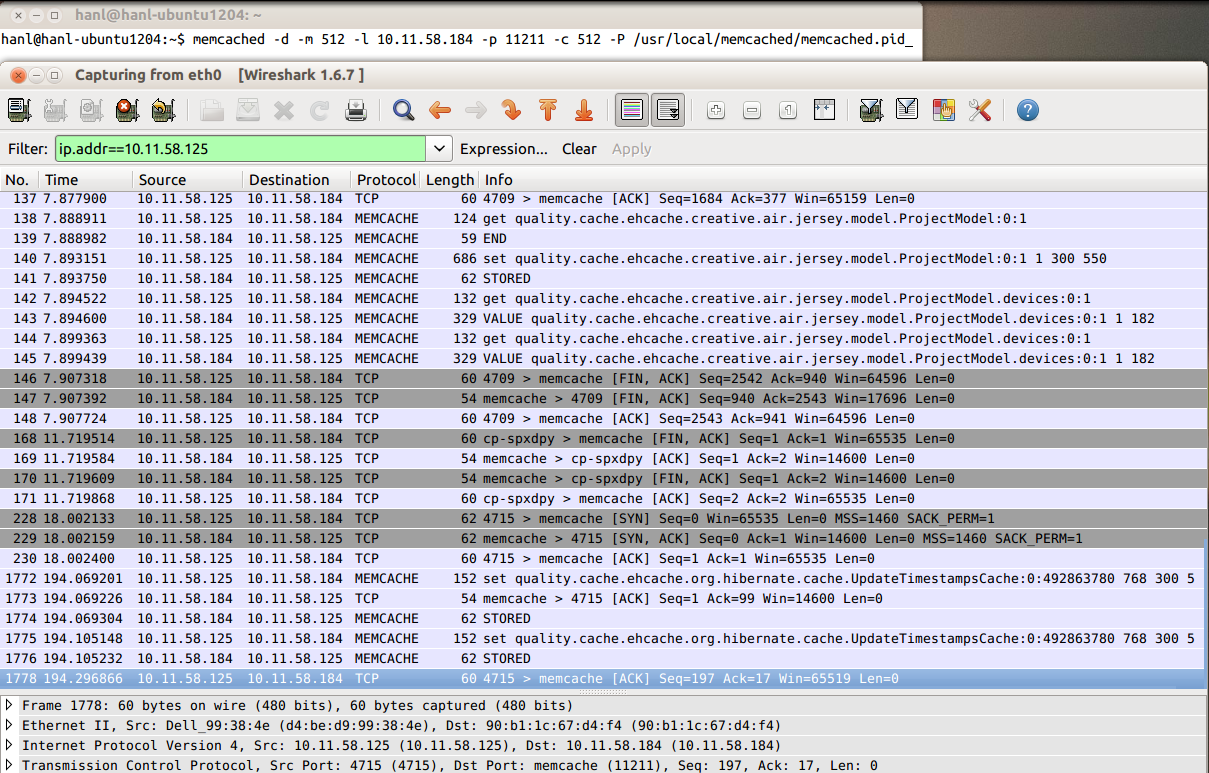 hanl@hanl-ubuntu1204: ~
hanl@hanl-ubuntu1204:~$ memcached -d -m 512 -l 10.11.58.184 -p 11211 -c 512 -P /usr/local/memcached/memcached.pid_
Capturing from eth0 [Wireshark 1.6.7 ]
Filter: ip.addr==10.11.58.125 Expression... Clear Apply
No. Time Source Destination Protocol Length Info
137 7.877900 10.11.58.125 10.11.58.184 TCP 60 4709 > memcache [ACK] Seq=1684 Ack=377 Win=65159 Len=0
138 7.888911 10.11.58.125 10.11.58.184 MEMCACHE 124 get quality.cache.ehcache.creative.air.jersey.model.ProjectModel:0:1
139 7.888982 10.11.58.184 10.11.58.125 MEMCACHE 59 END
140 7.893151 10.11.58.125 10.11.58.184 MEMCACHE 686 set quality.cache.ehcache.creative.air.jersey.model.ProjectModel:0:1 1 300 550
141 7.893750 10.11.58.184 10.11.58.125 MEMCACHE 62 STORED
142 7.894522 10.11.58.125 10.11.58.184 MEMCACHE 132 get quality.cache.ehcache.creative.air.jersey.model.ProjectModel.devices:0:1
143 7.894600 10.11.58.184 10.11.58.125 MEMCACHE 329 VALUE quality.cache.ehcache.creative.air.jersey.model.ProjectModel.devices:0:1 1 182
144 7.899363 10.11.58.125 10.11.58.184 MEMCACHE 132 get quality.cache.ehcache.creative.air.jersey.model.ProjectModel.devices:0:1
145 7.899439 10.11.58.184 10.11.58.125 MEMCACHE 329 VALUE quality.cache.ehcache.creative.air.jersey.model.ProjectModel.devices:0:1 1 182
146 7.907318 10.11.58.125 10.11.58.184 TCP 60 4709 > memcache [FIN, ACK] Seq=2542 Ack=940 Win=64596 Len=0
147 7.907392 10.11.58.184 10.11.58.125 TCP 54 memcache > 4709 [FIN, ACK] Seq=940 Ack=2543 Win=17696 Len=0
148 7.907724 10.11.58.125 10.11.58.184 TCP 60 4709 > memcache [ACK] Seq=2543 Ack=941 Win=64596 Len=0
168 11.719514 10.11.58.125 10.11.58.184 TCP 60 cp-spxdpy > memcache [FIN, ACK] Seq=1 Ack=1 Win=65535 Len=0
169 11.719584 10.11.58.184 10.11.58.125 TCP 54 memcache > cp-spxdpy [ACK] Seq=1 Ack=2 Win=14600 Len=0
170 11.719609 10.11.58.184 10.11.58.125 TCP 54 memcache > cp-spxdpy [FIN, ACK] Seq=1 Ack=2 Win=14600 Len=0
171 11.719868 10.11.58.125 10.11.58.184 TCP 60 cp-spxdpy > memcache [ACK] Seq=2 Ack=2 Win=65535 Len=0
228 18.002133 10.11.58.125 10.11.58.184 TCP 62 4715 > memcache [SYN] Seq=0 Win=65535 Len=0 MSS=1460 SACK_PERM=1
229 18.002159 10.11.58.184 10.11.58.125 TCP 62 memcache > 4715 [SYN, ACK] Seq=0 Ack=1 Win=14600 Len=0 MSS=1460 SACK_PERM=1
230 18.002400 10.11.58.125 10.11.58.184 TCP 60 4715 > memcache [ACK] Seq=1 Ack=1 Win=65535 Len=0
1772 194.069201 10.11.58.125 10.11.58.184 MEMCACHE 152 set quality.cache.ehcache.org.hibernate.cache.UpdateTimestampsCache:0:492863780 768 300 5
1773 194.069226 10.11.58.184 10.11.58.125 TCP 54 memcache > 4715 [ACK] Seq=1 Ack=99 Win=14600 Len=0
1774 194.069304 10.11.58.184 10.11.58.125 MEMCACHE 62 STORED
1775 194.105148 10.11.58.125 10.11.58.184 MEMCACHE 152 set quality.cache.ehcache.org.hibernate.cache.UpdateTimestampsCache:0:492863780 768 300 5
1776 194.105232 10.11.58.184 10.11.58.125 MEMCACHE 62 STORED
1778 194.296866 10.11.58.125 10.11.58.184 TCP 60 4715 > memcache [ACK] Seq=197 Ack=17 Win=65519 Len=0
Frame 1778: 60 bytes on wire (480 bits), 60 bytes captured (480 bits)
Ethernet II, Src: Dell_99:38:4e (d4:be:d9:99:38:4e), Dst: 90:b1:1c:67:d4:f4 (90:b1:1c:67:d4:f4)
Internet Protocol Version 4, Src: 10.11.58.125 (10.11.58.125), Dst: 10.11.58.184 (10.11.58.184)
Transmission Control Protocol, Src Port: 4715 (4715), Dst Port: memcache (11211), Seq: 197, Ack: 17, Len: 0